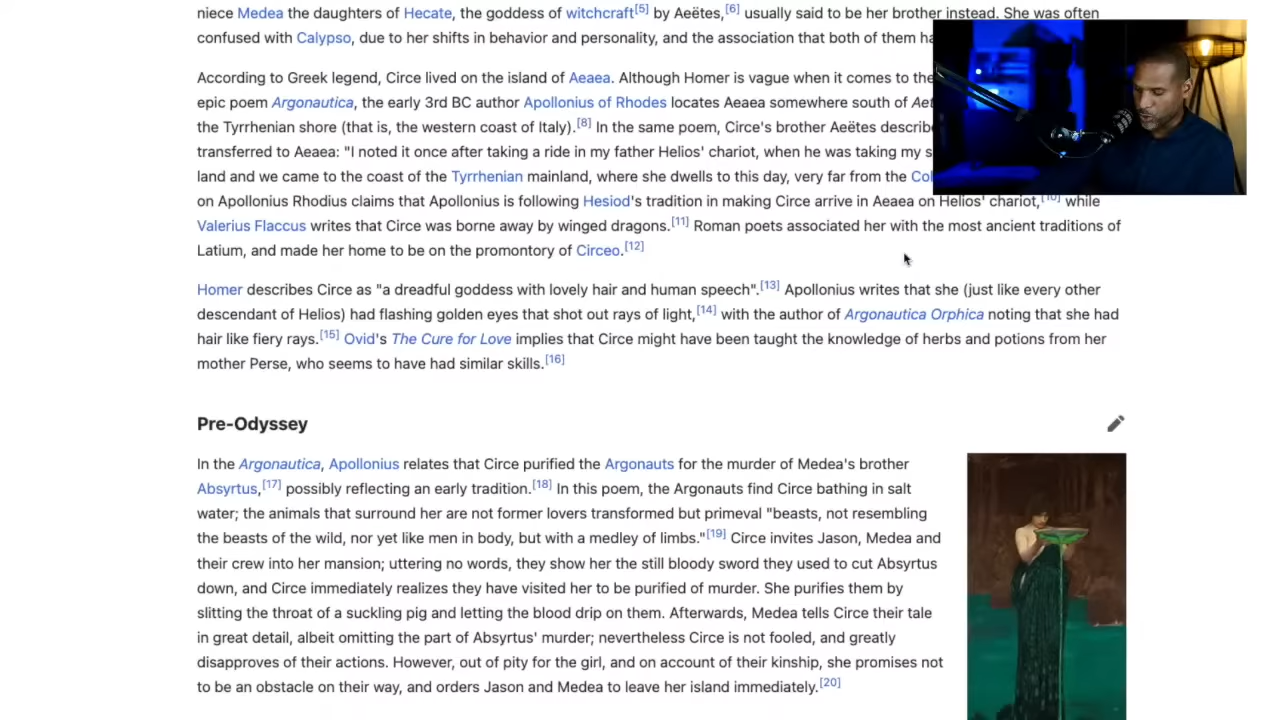 niece Medea the daughters of Hecate, the goddess of witchcraft[5] by Aeëtes,[6] usually said to be her brother instead. She was often
confused with Calypso, due to her shifts in behavior and personality, and the association that both of them ha
According to Greek legend, Circe lived on the island of Aeaea. Although Homer is vague when it comes to the
epic poem Argonautica, the early 3rd BC author Apollonius of Rhodes locates Aeaea somewhere south of Aet
the Tyrrhenian shore (that is, the western coast of Italy).[8] In the same poem, Circe's brother Aeëtes describe
transferred to Aeaea: "I noted it once after taking a ride in my father Helios' chariot, when he was taking my s
land and we came to the coast of the Tyrrhenian mainland, where she dwells to this day, very far from the Col
on Apollonius Rhodius claims that Apollonius is following Hesiod's tradition in making Circe arrive in Aeaea on Helios' chariot,[10] while
Valerius Flaccus writes that Circe was borne away by winged dragons.[11] Roman poets associated her with the most ancient traditions of
Latium, and made her home to be on the promontory of Circeo.[12]
Homer describes Circe as "a dreadful goddess with lovely hair and human speech".[13] Apollonius writes that she (just like every other
descendant of Helios) had flashing golden eyes that shot out rays of light,[14] with the author of Argonautica Orphica noting that she had
hair like fiery rays.[15] Ovid's The Cure for Love implies that Circe might have been taught the knowledge of herbs and potions from her
mother Perse, who seems to have had similar skills.[16]
Pre-Odyssey
In the Argonautica, Apollonius relates that Circe purified the Argonauts for the murder of Medea's brother
Absyrtus,[17] possibly reflecting an early tradition.[18] In this poem, the Argonauts find Circe bathing in salt
water; the animals that surround her are not former lovers transformed but primeval "beasts, not resembling
the beasts of the wild, nor yet like men in body, but with a medley of limbs."[19] Circe invites Jason, Medea and
their crew into her mansion; uttering no words, they show her the still bloody sword they used to cut Absyrtus
down, and Circe immediately realizes they have visited her to be purified of murder. She purifies them by
slitting the throat of a suckling pig and letting the blood drip on them. Afterwards, Medea tells Circe their tale
in great detail, albeit omitting the part of Absyrtus' murder; nevertheless Circe is not fooled, and greatly
disapproves of their actions. However, out of pity for the girl, and on account of their kinship, she promises not
to be an obstacle on their way, and orders Jason and Medea to leave her island immediately.[20]